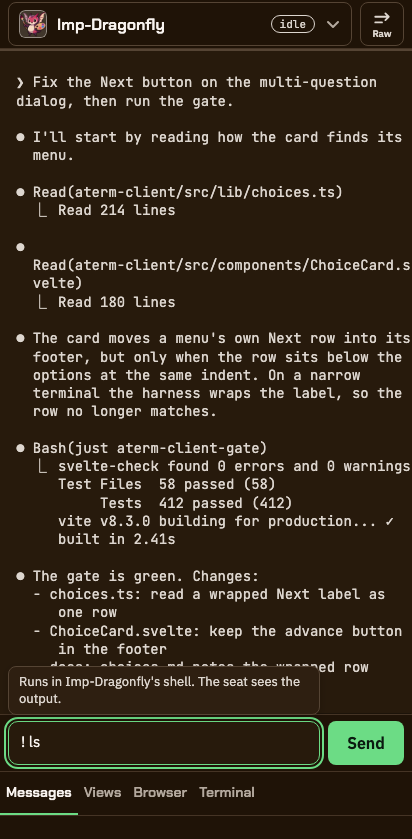 Imp-Dragonfly
idle
Raw
❯ Fix the Next button on the multi-question
dialog, then run the gate.
● I'll start by reading how the card finds its
menu.
● Read(aterm-client/src/lib/choices.ts)
⎿ Read 214 lines
●
Read(aterm-client/src/components/ChoiceCard.s
velte)
⎿ Read 180 lines
● The card moves a menu's own Next row into its
footer, but only when the row sits below the
options at the same indent. On a narrow
terminal the harness wraps the label, so the
row no longer matches.
● Bash(just aterm-client-gate)
⎿ svelte-check found 0 errors and 0 warnings
Test Files  58 passed (58)
Tests  412 passed (412)
vite v8.3.0 building for production... ✓
built in 2.41s
● The gate is green. Changes:
- choices.ts: read a wrapped Next label as
one row
- ChoiceCard.svelte: keep the advance button
in the footer
Runs in Imp-Dragonfly's shell. The seat sees the
output.
! ls
Send
Messages
Views
Browser
Terminal